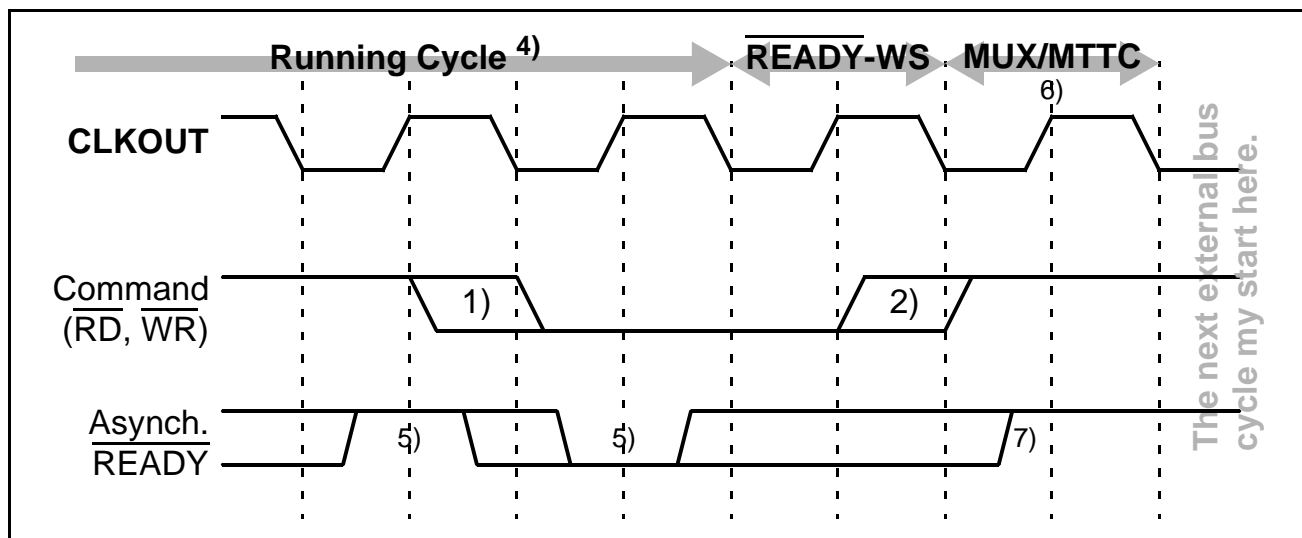 Running Cycle 4)
READY-WS
MUX/MTTC
6)
CLKOUT
Command
(RD, WR)
1)
2)
Asynch.
READY
5)
5)
7)
The next external bus
cycle my start here.